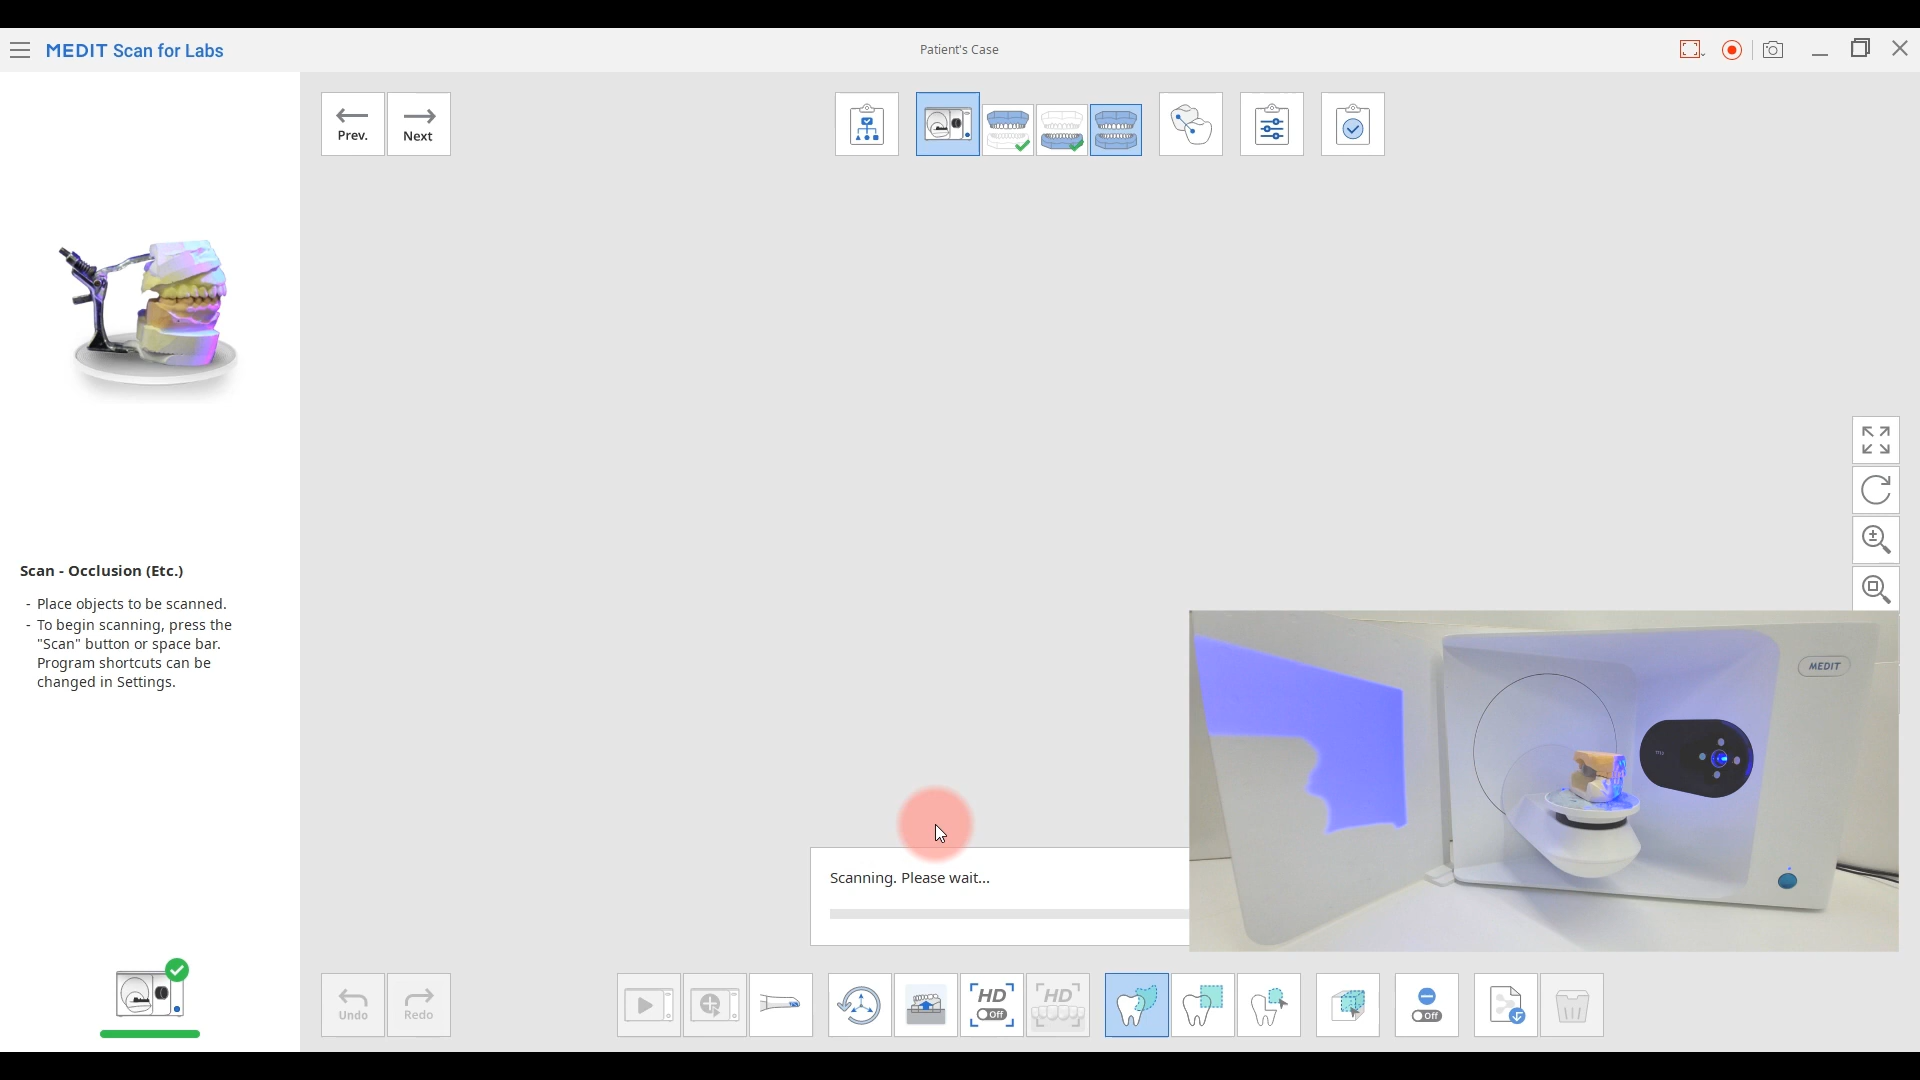 MEDIT Scan for Labs
Patient's Case
Prev.
Next
Scan - Occlusion (Etc.)
- Place objects to be scanned.
- To begin scanning, press the
"Scan" button or space bar.
Program shortcuts can be
changed in Settings.
MEDIT
Scanning. Please wait...
Undo
Redo
HD
Off
HD
Off